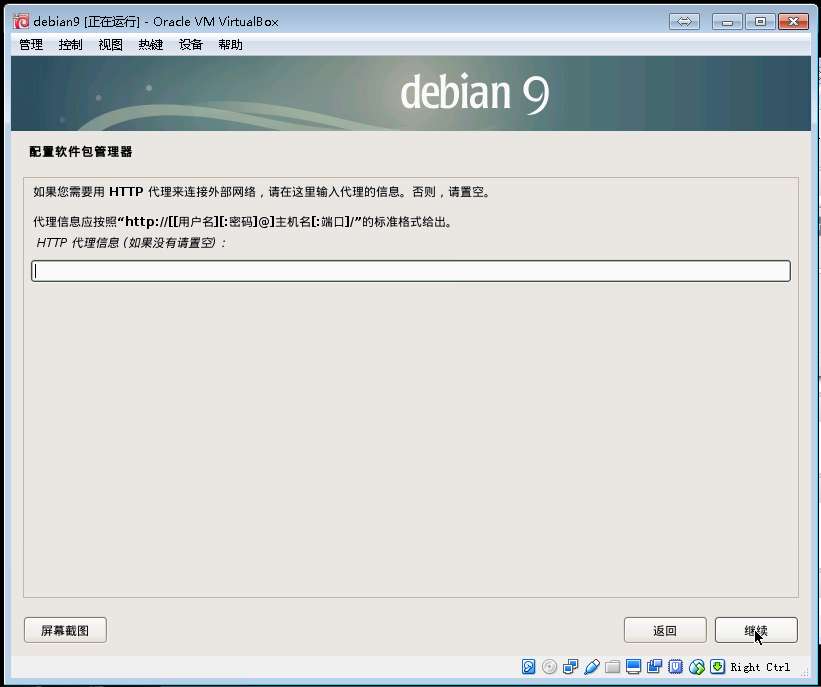 debian9 [正在运行] - Oracle VM VirtualBox
管理 控制 视图 热键 设备 帮助
debian 9
配置软件包管理器
如果您需要用 HTTP 代理来连接外部网络，请在这里输入代理的信息。否则，请置空。
代理信息应按照“http://[[用户名][:密码]@]主机名[:端口]/”的标准格式给出。
HTTP 代理信息（如果没有请置空）：
屏幕截图 返回 继续
Right Ctrl